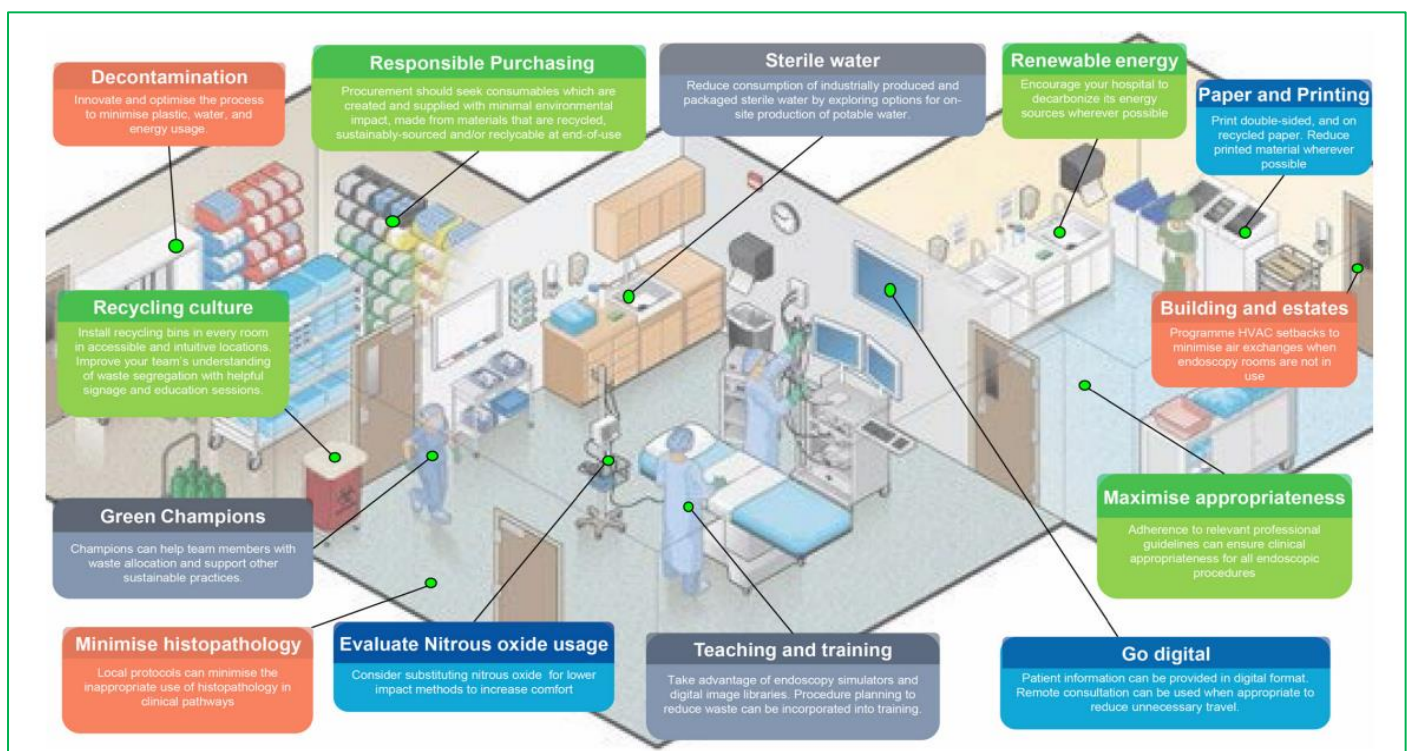 Decontamination
Innovate and optimise the process
to minimise plastic, water, and
energy usage.
Responsible Purchasing
Procurement should seek consumables which are
created and supplied with minimal environmental
impact, made from materials that are recycled,
sustainably-sourced and/or reclycable at end-of-use
Sterile water
Reduce consumption of industrially produced and
packaged sterile water by exploring options for on-
site production of potable water.
Renewable energy
Encourage your hospital to
decarbonize its energy
sources wherever possible
Paper and Printing
Print double-sided, and on
recycled paper. Reduce
printed material wherever
possible
Recycling culture
Install recycling bins in every room
in accessible and intuitive locations.
Improve your team's understanding
of waste segregation with helpful
signage and education sessions.
Building and estates
Programme HVAC setbacks to
minimise air exchanges when
endoscopy rooms are not in
use
Green Champions
Champions can help team members with
waste allocation and support other
sustainable practices.
Maximise appropriateness
Adherence to relevant professional
guidelines can ensure clinical
appropriateness for all endoscopic
procedures
Minimise histopathology
Local protocols can minimise the
inappropriate use of histopathology in
clinical pathways
Evaluate Nitrous oxide usage
Consider substituting nitrous oxide for lower
impact methods to increase comfort
Teaching and training
Take advantage of endoscopy simulators and
digital image libraries. Procedure planning to
reduce waste can be incorporated into training.
Go digital
Patient information can be provided in digital format.
Remote consultation can be used when appropriate to
reduce unnecessary travel.